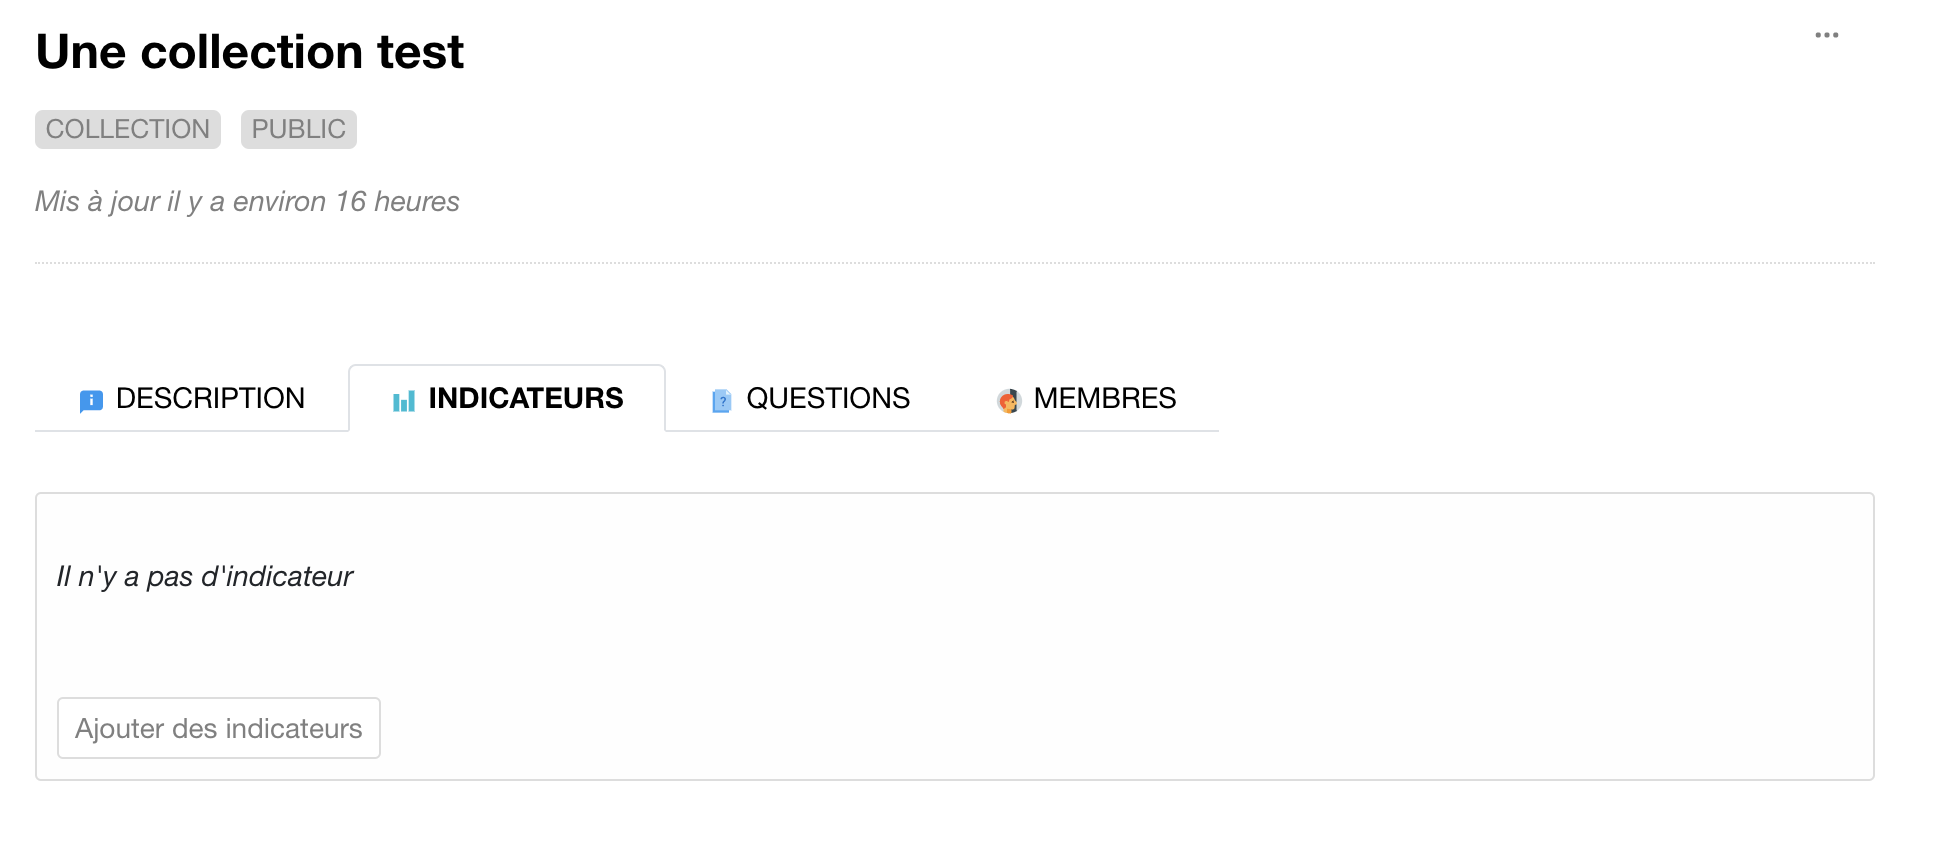 Une collection test
COLLECTION PUBLIC
Mis à jour il y a environ 16 heures
DESCRIPTION INDICATEURS QUESTIONS MEMBRES
Il n'y a pas d'indicateur
Ajouter des indicateurs